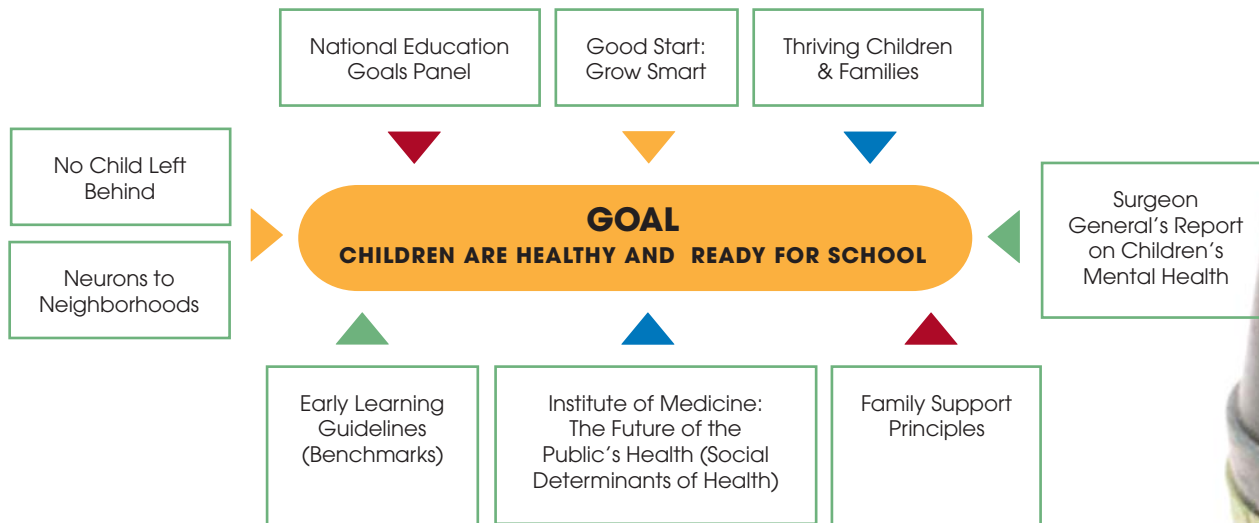 National Education
Goals Panel
Good Start:
Grow Smart
Thriving Children
& Families
No Child Left
Behind
Neurons to
Neighborhoods
GOAL
CHILDREN ARE HEALTHY AND READY FOR SCHOOL
Surgeon
General’s Report
on Children’s
Mental Health
Early Learning
Guidelines
(Benchmarks)
Institute of Medicine:
The Future of the
Public’s Health (Social
Determinants of Health)
Family Support
Principles